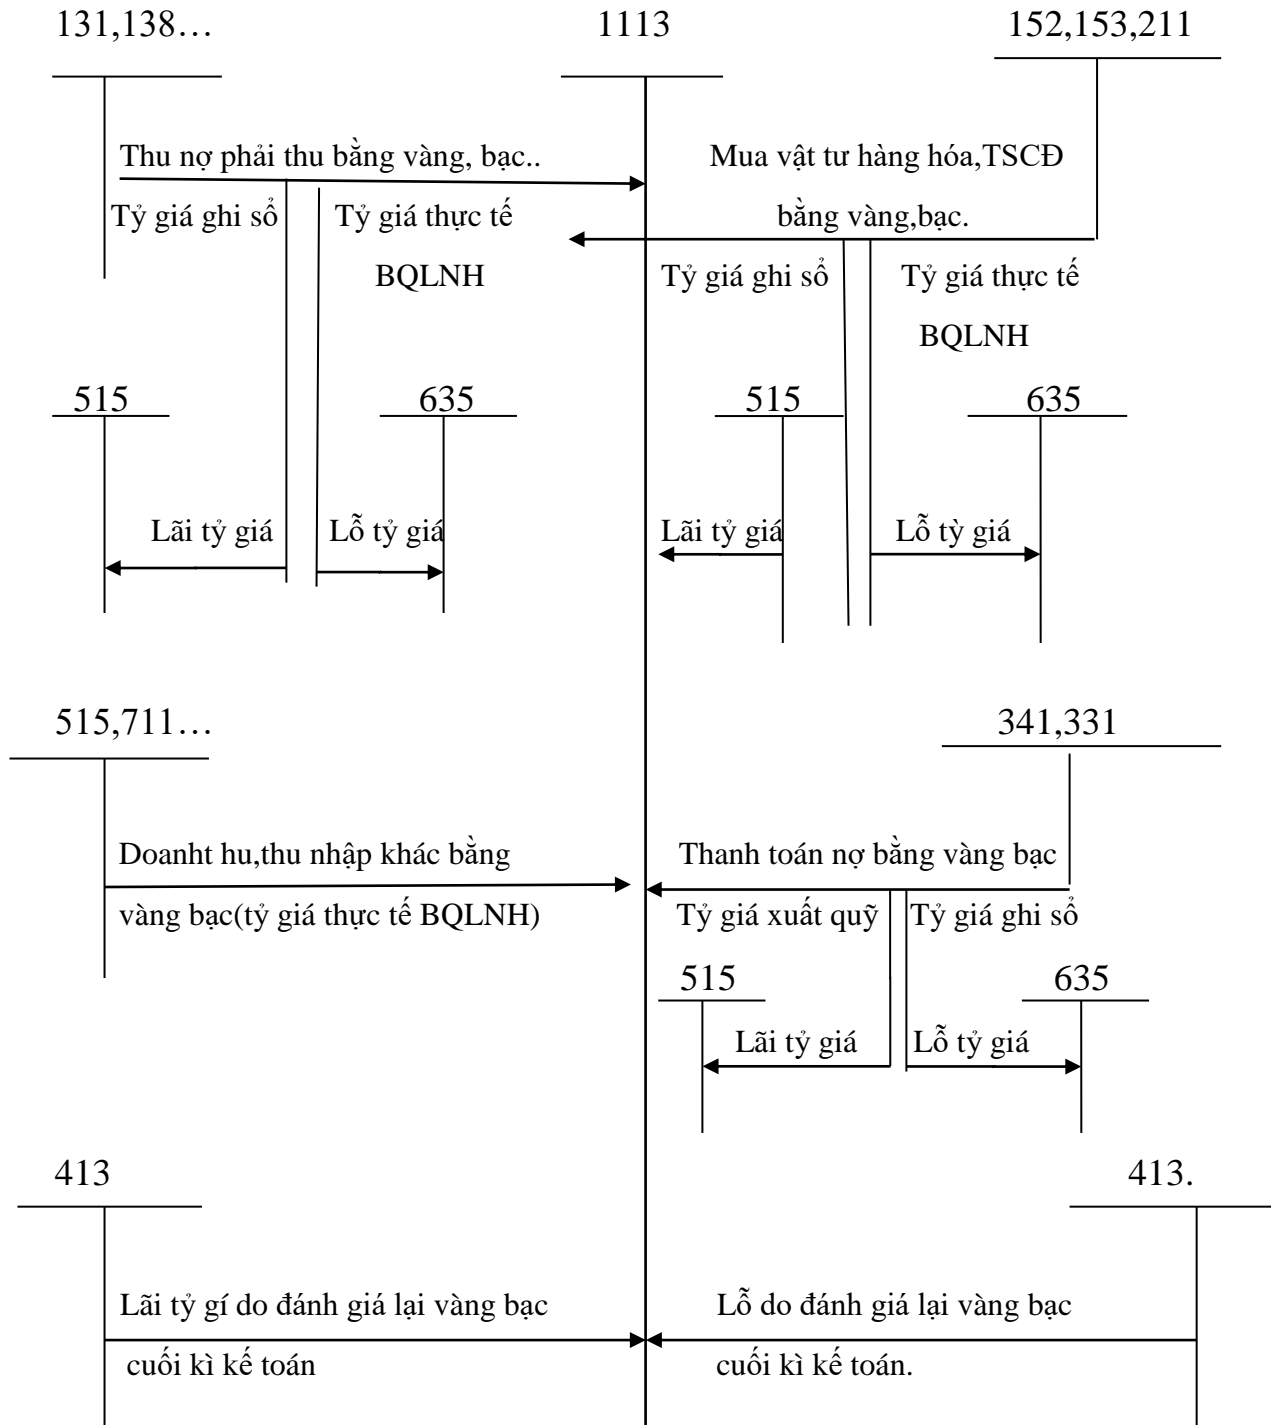 131,138…
1113
152,153,211
Thu nợ phải thu bằng vàng, bạc..
Mua vật tư hàng hóa,TSCĐ
Tỷ giá ghi sổ
Tỷ giá thực tế
bằng vàng,bạc.
BQLNH
Tỷ giá ghi sổ
Tỷ giá thực tế
BQLNH
515
635
515
635
Lãi tỷ giá
Lỗ tỷ giá
Lãi tỷ giá
Lỗ tỳ giá
515,711…
341,331
Doanht hu,thu nhập khác bằng
Thanh toán nợ bằng vàng bạc
vàng bạc(tỷ giá thực tế BQLNH)
Tỷ giá xuất quỹ
Tỷ giá ghi sổ
515
635
Lãi tỷ giá
Lỗ tỷ giá
413
413.
Lãi tỷ gí do đánh giá lại vàng bạc
Lỗ do đánh giá lại vàng bạc
cuối kì kế toán
cuối kì kế toán.